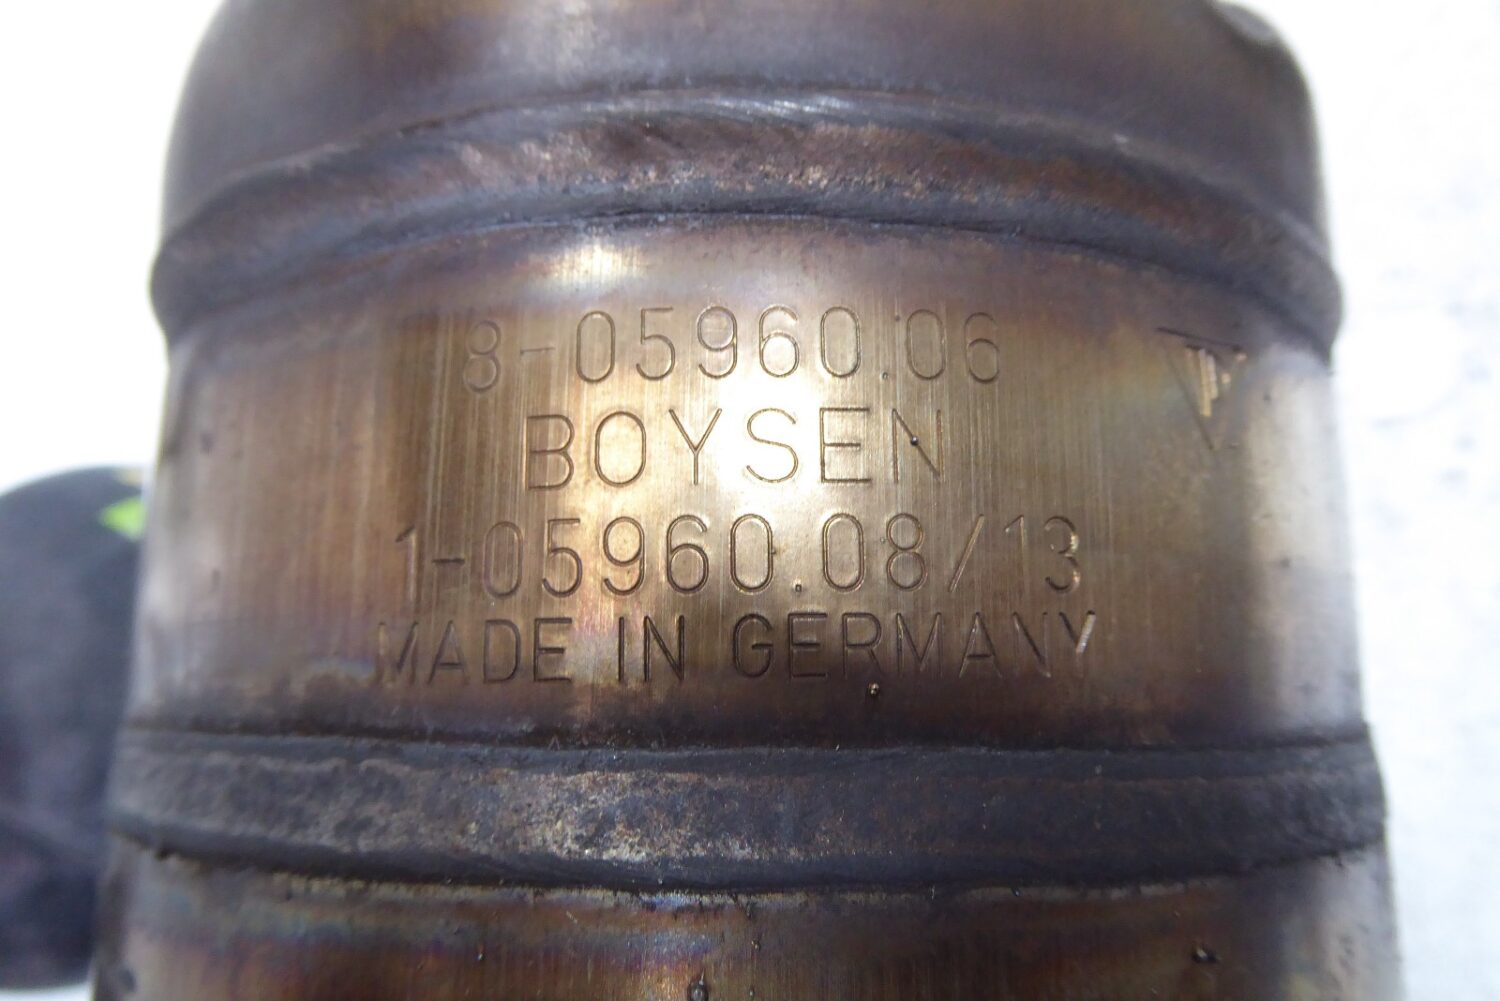 8-05960.06
BOYSEN
1-05960.08/13
MADE IN GERMANY